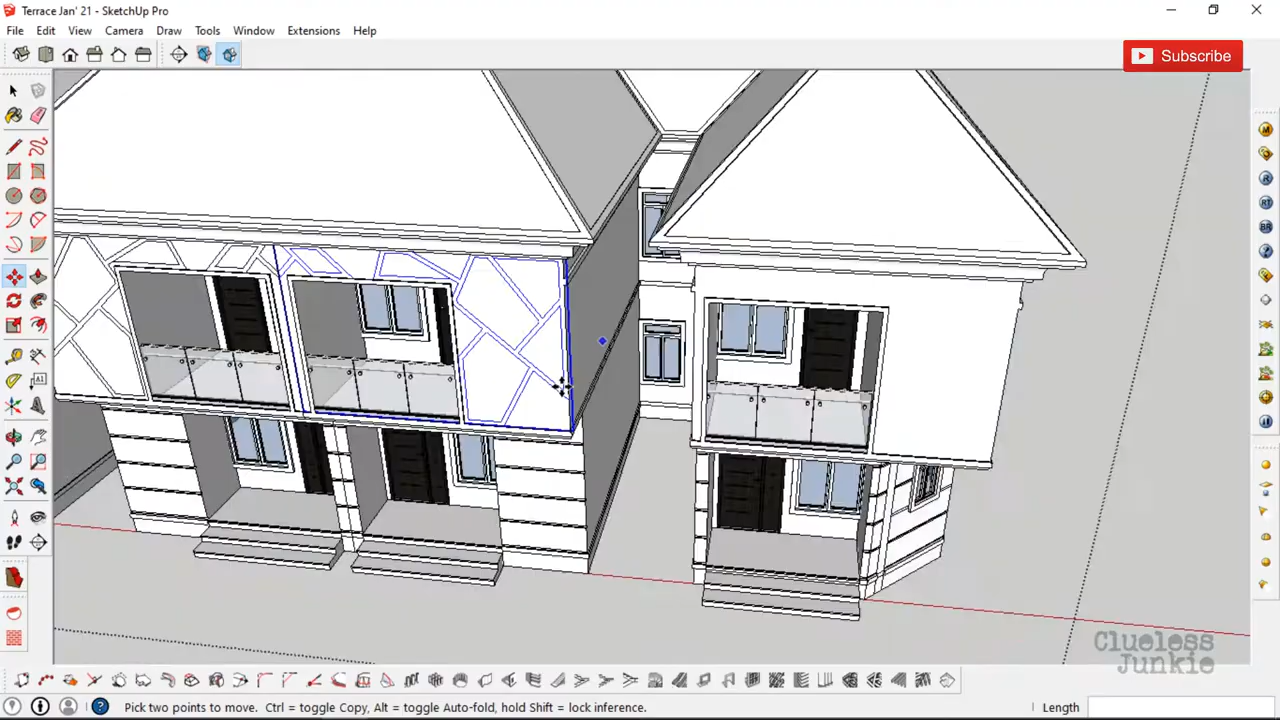 Terrace Jan' 21 - SketchUp Pro
File Edit View Camera Draw Tools Window Extensions Help
Subscribe
Clueless
Junkie
Pick two points to move. Ctrl = toggle Copy, Alt = toggle Auto-fold, hold Shift = lock inference.
Length